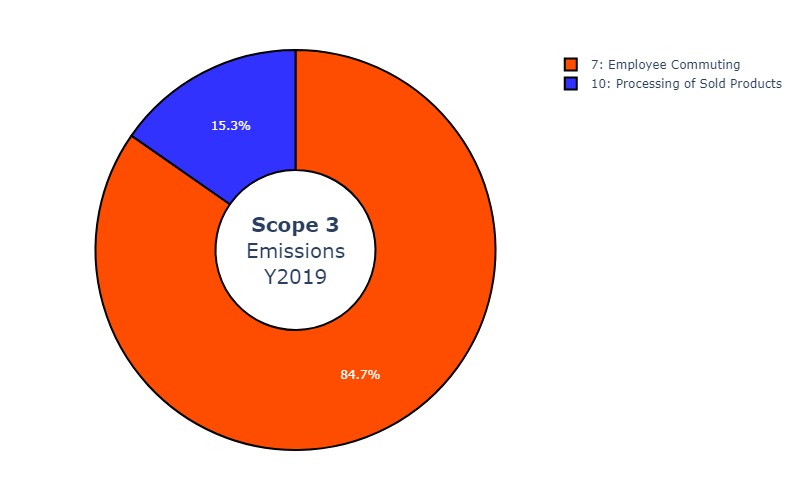 7: Employee Commuting
10: Processing of Sold Products
15.3%
Scope 3
Emissions
Y2019
84.7%